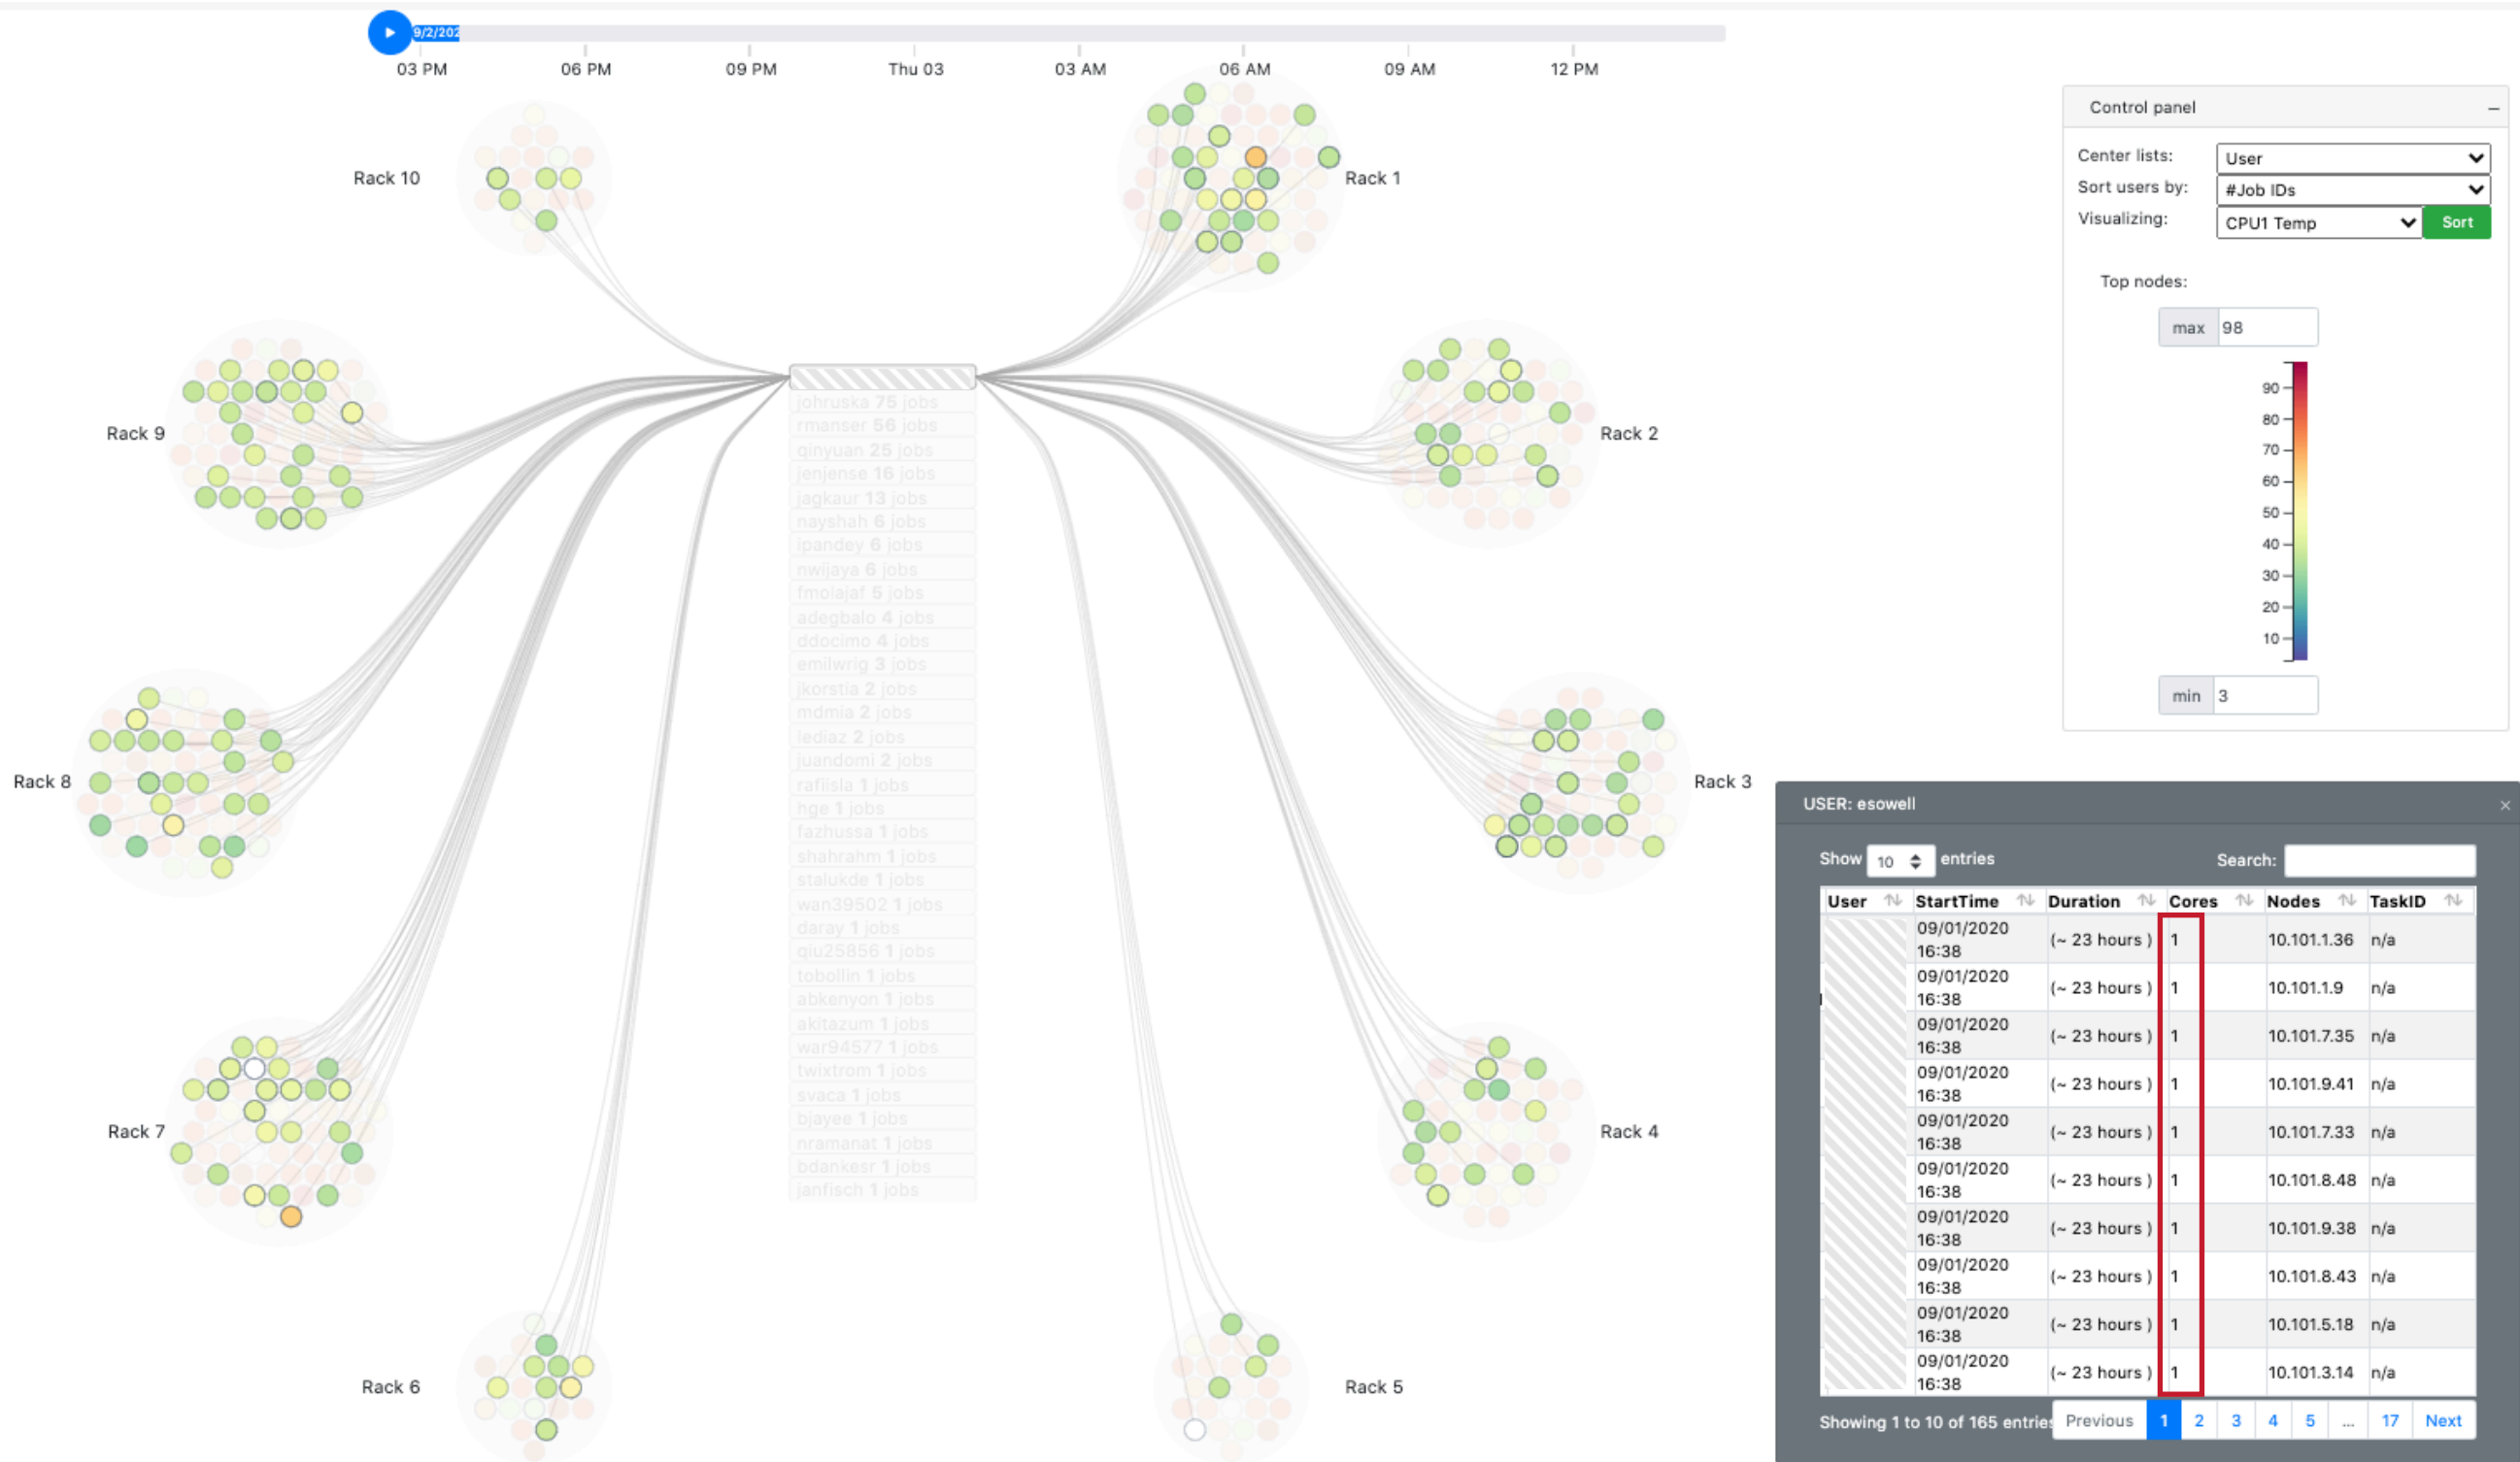 9/2/202
03 PM 06 PM 09 PM Thu 03 03 AM 06 AM 09 AM 12 PM
Control panel
Center lists: User
Sort users by: #Job IDs
Visualizing: CPU1 Temp Sort
Top nodes:
max 98
90
80
70
60
50
40
30
20
10
min 3
Rack 10
Rack 1
Rack 9
Rack 2
Rack 8
Rack 3
Rack 7
Rack 4
Rack 6
Rack 5
johruska 75 jobs
rmanser 56 jobs
qinyuan 25 jobs
jenjense 16 jobs
jagkaur 13 jobs
nayshah 6 jobs
ipandey 6 jobs
nwijaya 6 jobs
fmolajaf 5 jobs
adegbalo 4 jobs
ddocimo 4 jobs
emilwrig 3 jobs
jkorstia 2 jobs
mdmia 2 jobs
lediaz 2 jobs
juandomi 2 jobs
rafiisla 1 jobs
hge 1 jobs
fazhussa 1 jobs
shahrahm 1 jobs
stalukde 1 jobs
wan39502 1 jobs
daray 1 jobs
qiu25856 1 jobs
tobollin 1 jobs
abkenyon 1 jobs
akitazum 1 jobs
war94577 1 jobs
twixtrom 1 jobs
svaca 1 jobs
bjayee 1 jobs
nramanat 1 jobs
bdankesr 1 jobs
janfisch 1 jobs
USER: esowell ×
Show 10 entries Search:
User StartTime Duration Cores Nodes TaskID
09/01/2020 16:38 (~ 23 hours ) 1 10.101.1.36 n/a
09/01/2020 16:38 (~ 23 hours ) 1 10.101.1.9 n/a
09/01/2020 16:38 (~ 23 hours ) 1 10.101.7.35 n/a
09/01/2020 16:38 (~ 23 hours ) 1 10.101.9.41 n/a
09/01/2020 16:38 (~ 23 hours ) 1 10.101.7.33 n/a
09/01/2020 16:38 (~ 23 hours ) 1 10.101.8.48 n/a
09/01/2020 16:38 (~ 23 hours ) 1 10.101.9.38 n/a
09/01/2020 16:38 (~ 23 hours ) 1 10.101.8.43 n/a
09/01/2020 16:38 (~ 23 hours ) 1 10.101.5.18 n/a
09/01/2020 16:38 (~ 23 hours ) 1 10.101.3.14 n/a
Showing 1 to 10 of 165 entries Previous 1 2 3 4 5 ... 17 Next